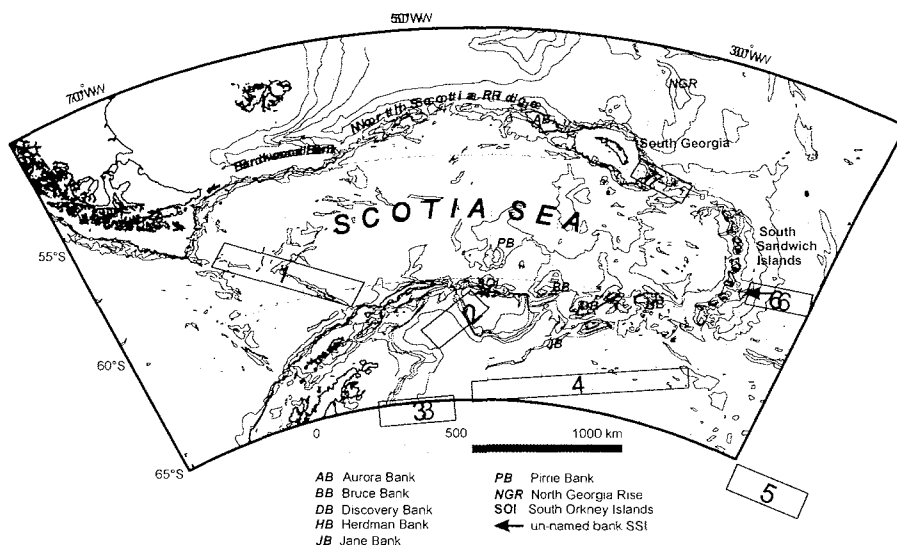 50°W
30°W
70°W
NGR
North Scotia Ridge
AB
South Georgia
Burdwood Bank
SCOTIA SEA
South
Sandwich
Islands
PB
55°S
1
SOI
BB
6
DB
HB
2
JB
60°S
4
3
65°S
0 500 1000 km
5
AB Aurora Bank
BB Bruce Bank
DB Discovery Bank
HB Herdman Bank
JB Jane Bank
PB Pirrie Bank
NGR North Georgia Rise
SOI South Orkney Islands
un-named bank SSI